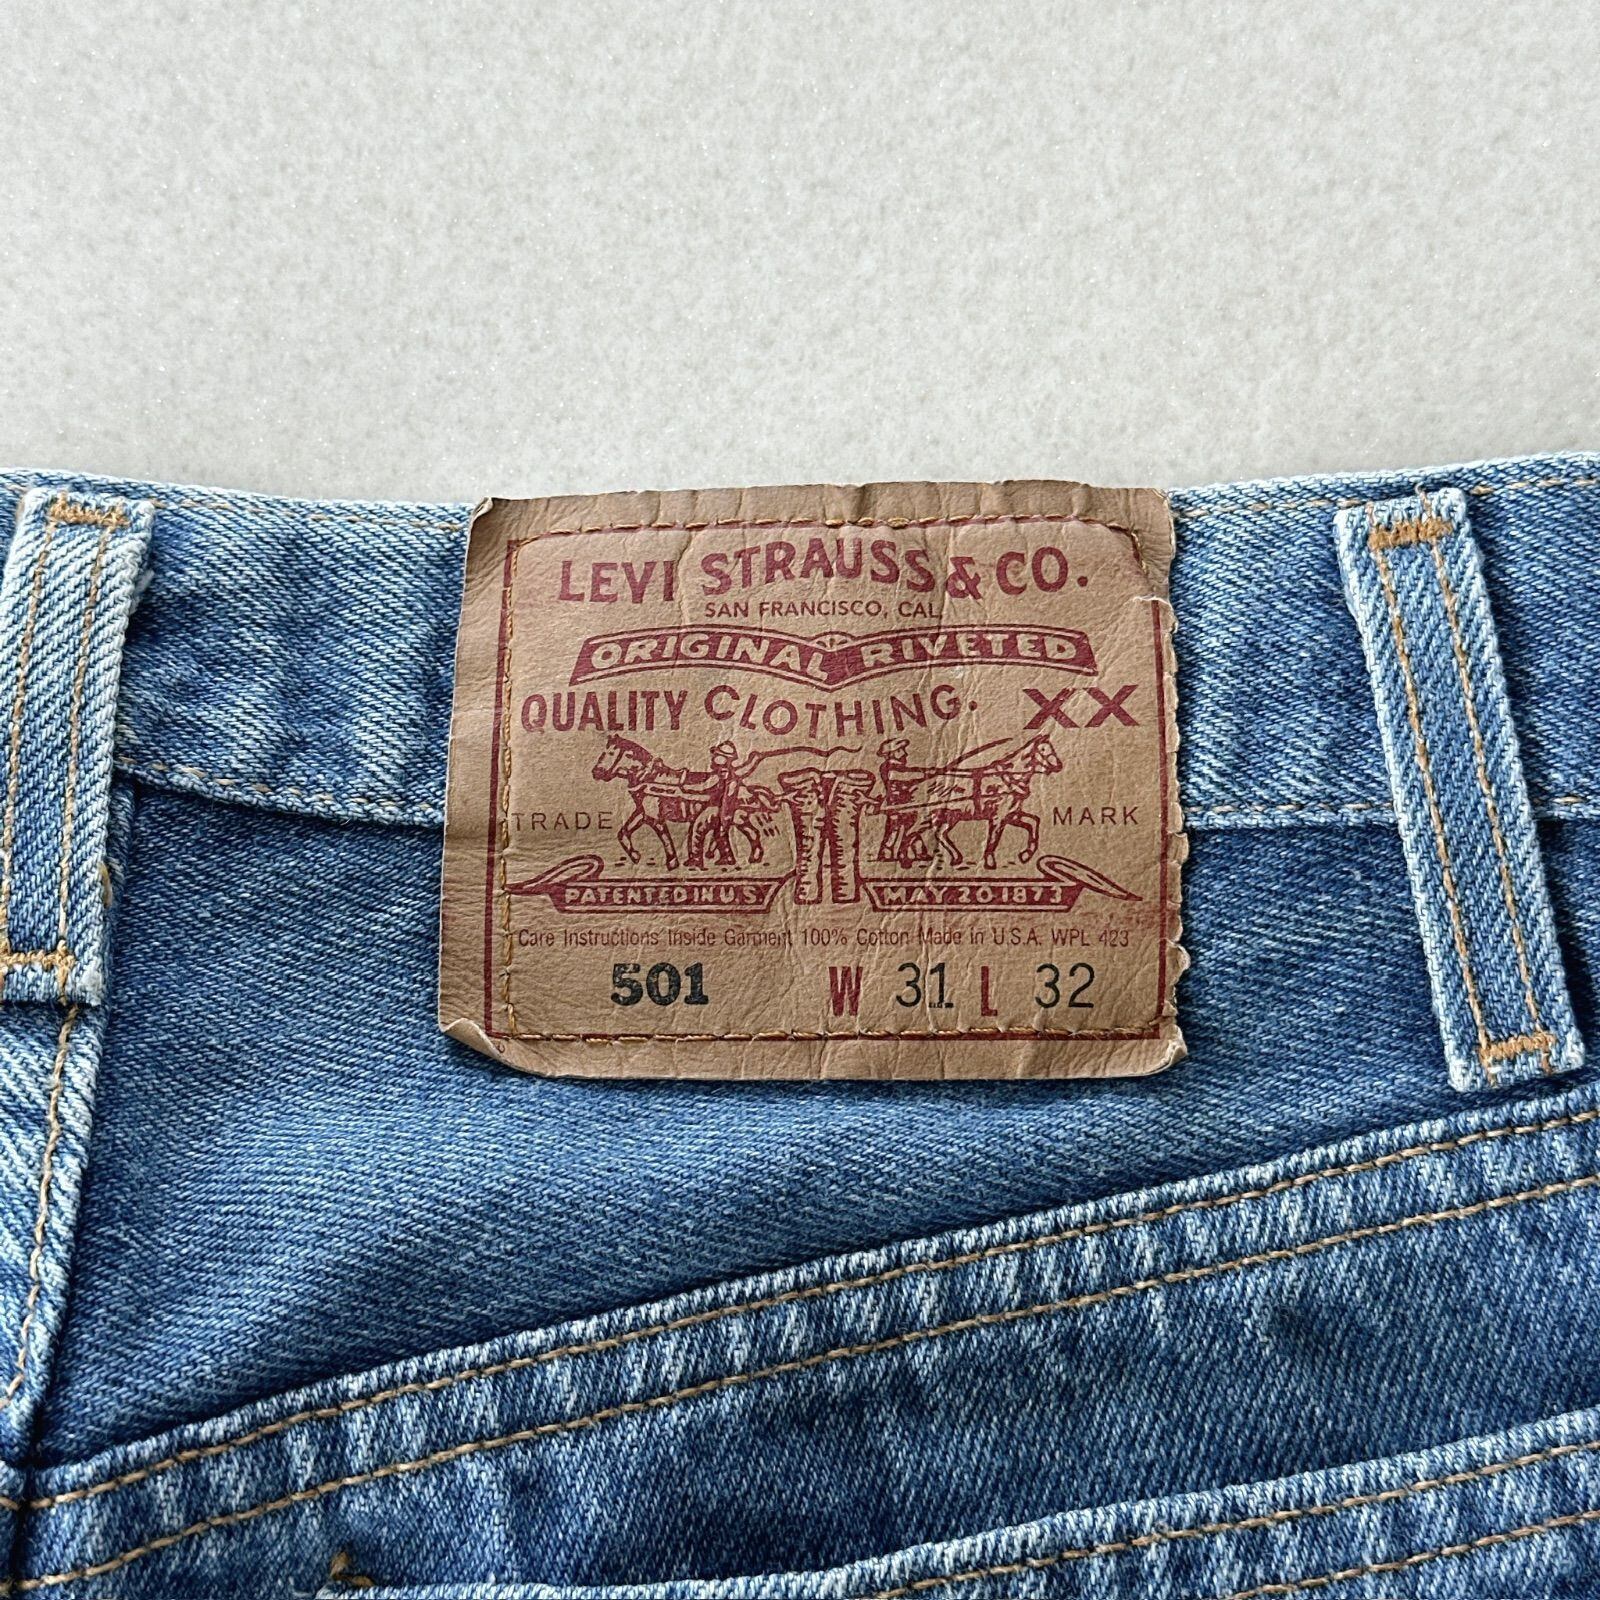 LEVI STRAUSS & CO.
SAN FRANCISCO, CAL
ORIGINAL RIVETED
QUALITY CLOTHING. XX
TRADE MARK
PATENTED IN U.S. MAY 20 1873
Care Instructions Inside Garment 100% Cotton Made in U.S.A. WPL 423
501 W 31 L 32